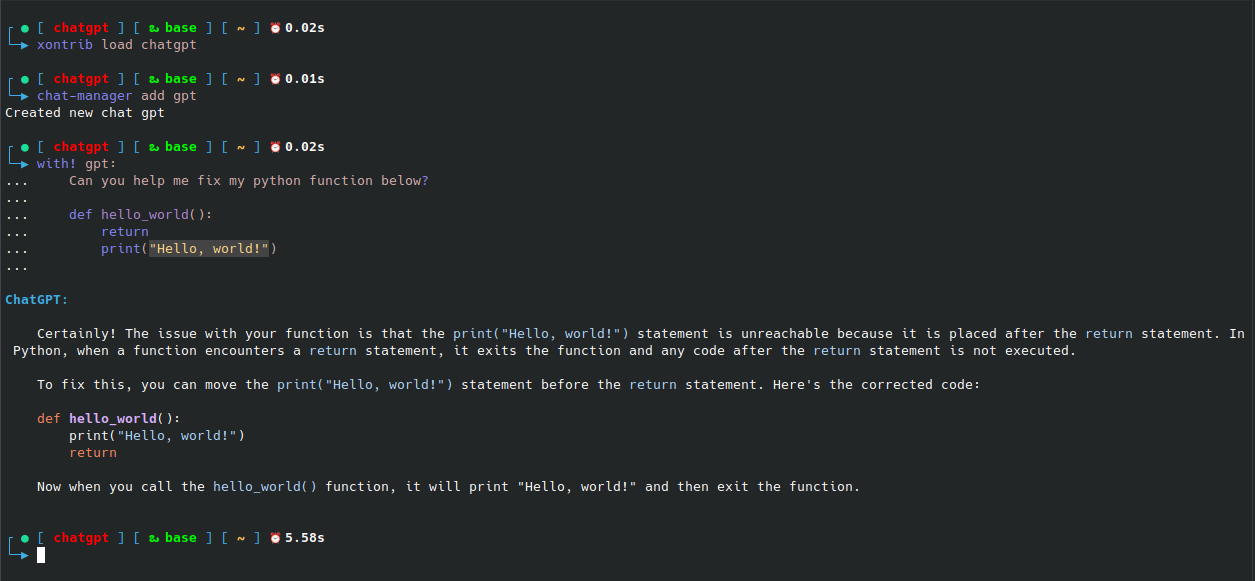 [ chatgpt ] [ base ] [ ~ ] ⏰0.02s
xontrib load chatgpt
[ chatgpt ] [ base ] [ ~ ] ⏰0.01s
chat-manager add gpt
Created new chat gpt
[ chatgpt ] [ base ] [ ~ ] ⏰0.02s
with! gpt:
...     Can you help me fix my python function below?
...
...     def hello_world():
...         return
...         print("Hello, world!")
...
ChatGPT:
Certainly! The issue with your function is that the print("Hello, world!") statement is unreachable because it is placed after the return statement. In
Python, when a function encounters a return statement, it exits the function and any code after the return statement is not executed.
To fix this, you can move the print("Hello, world!") statement before the return statement. Here's the corrected code:
def hello_world():
    print("Hello, world!")
    return
Now when you call the hello_world() function, it will print "Hello, world!" and then exit the function.
[ chatgpt ] [ base ] [ ~ ] ⏰5.58s